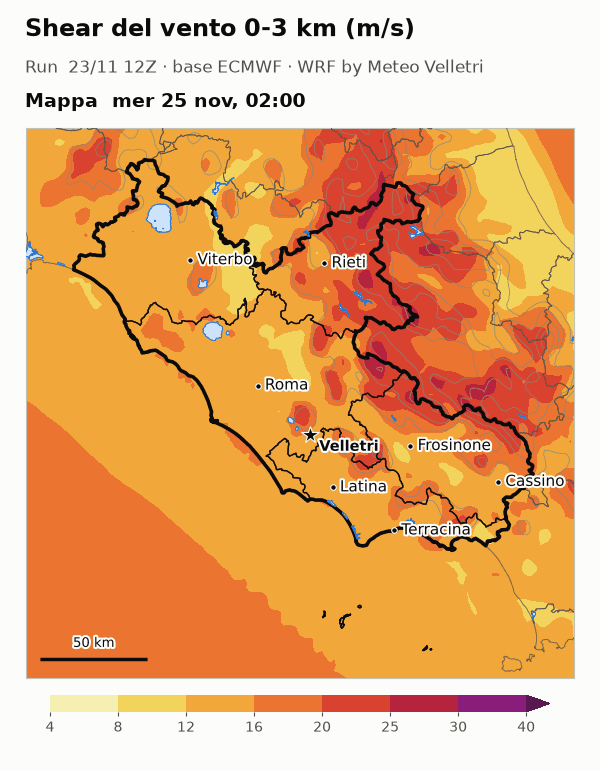 Shear del vento 0-3 km (m/s)
Run  23/11 12Z · base ECMWF · WRF by Meteo Velletri
Mappa  mer 25 nov, 02:00
Viterbo
Rieti
Roma
Velletri
Frosinone
Cassino
Latina
Terracina
50 km
4 8 12 16 20 25 30 40